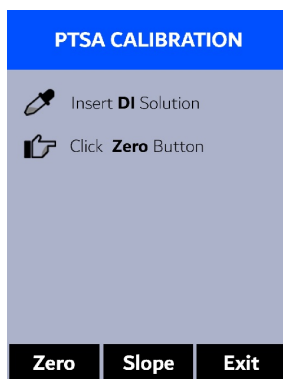 PTSA CALIBRATION
Insert DI Solution
Click Zero Button
Zero Slope Exit